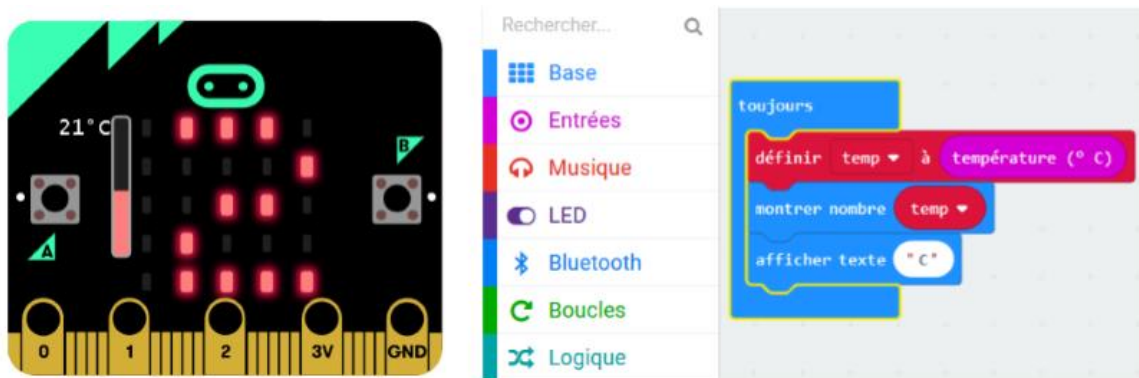 21°C
A
B
0 1 2 3V GND
Rechercher...
Base
Entrées
Musique
LED
Bluetooth
Boucles
Logique
toujours
définir temp à température (° C)
montrer nombre temp
afficher texte "C"